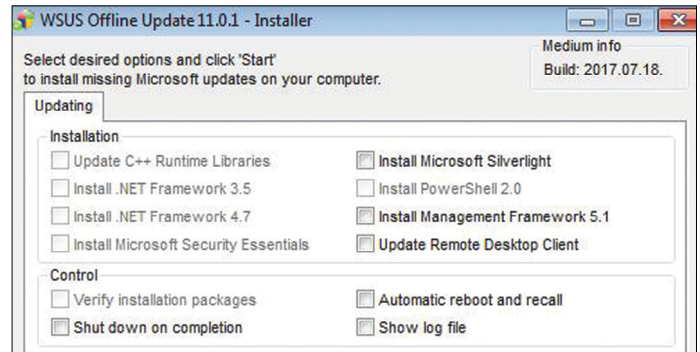 WSUS Offline Update 11.0.1 - Installer
Select desired options and click 'Start'
to install missing Microsoft updates on your computer.
Medium info
Build: 2017.07.18.
Updating
Installation
Update C++ Runtime Libraries
Install Microsoft Silverlight
Install .NET Framework 3.5
Install PowerShell 2.0
Install .NET Framework 4.7
Install Management Framework 5.1
Install Microsoft Security Essentials
Update Remote Desktop Client
Control
Verify installation packages
Automatic reboot and recall
Shut down on completion
Show log file